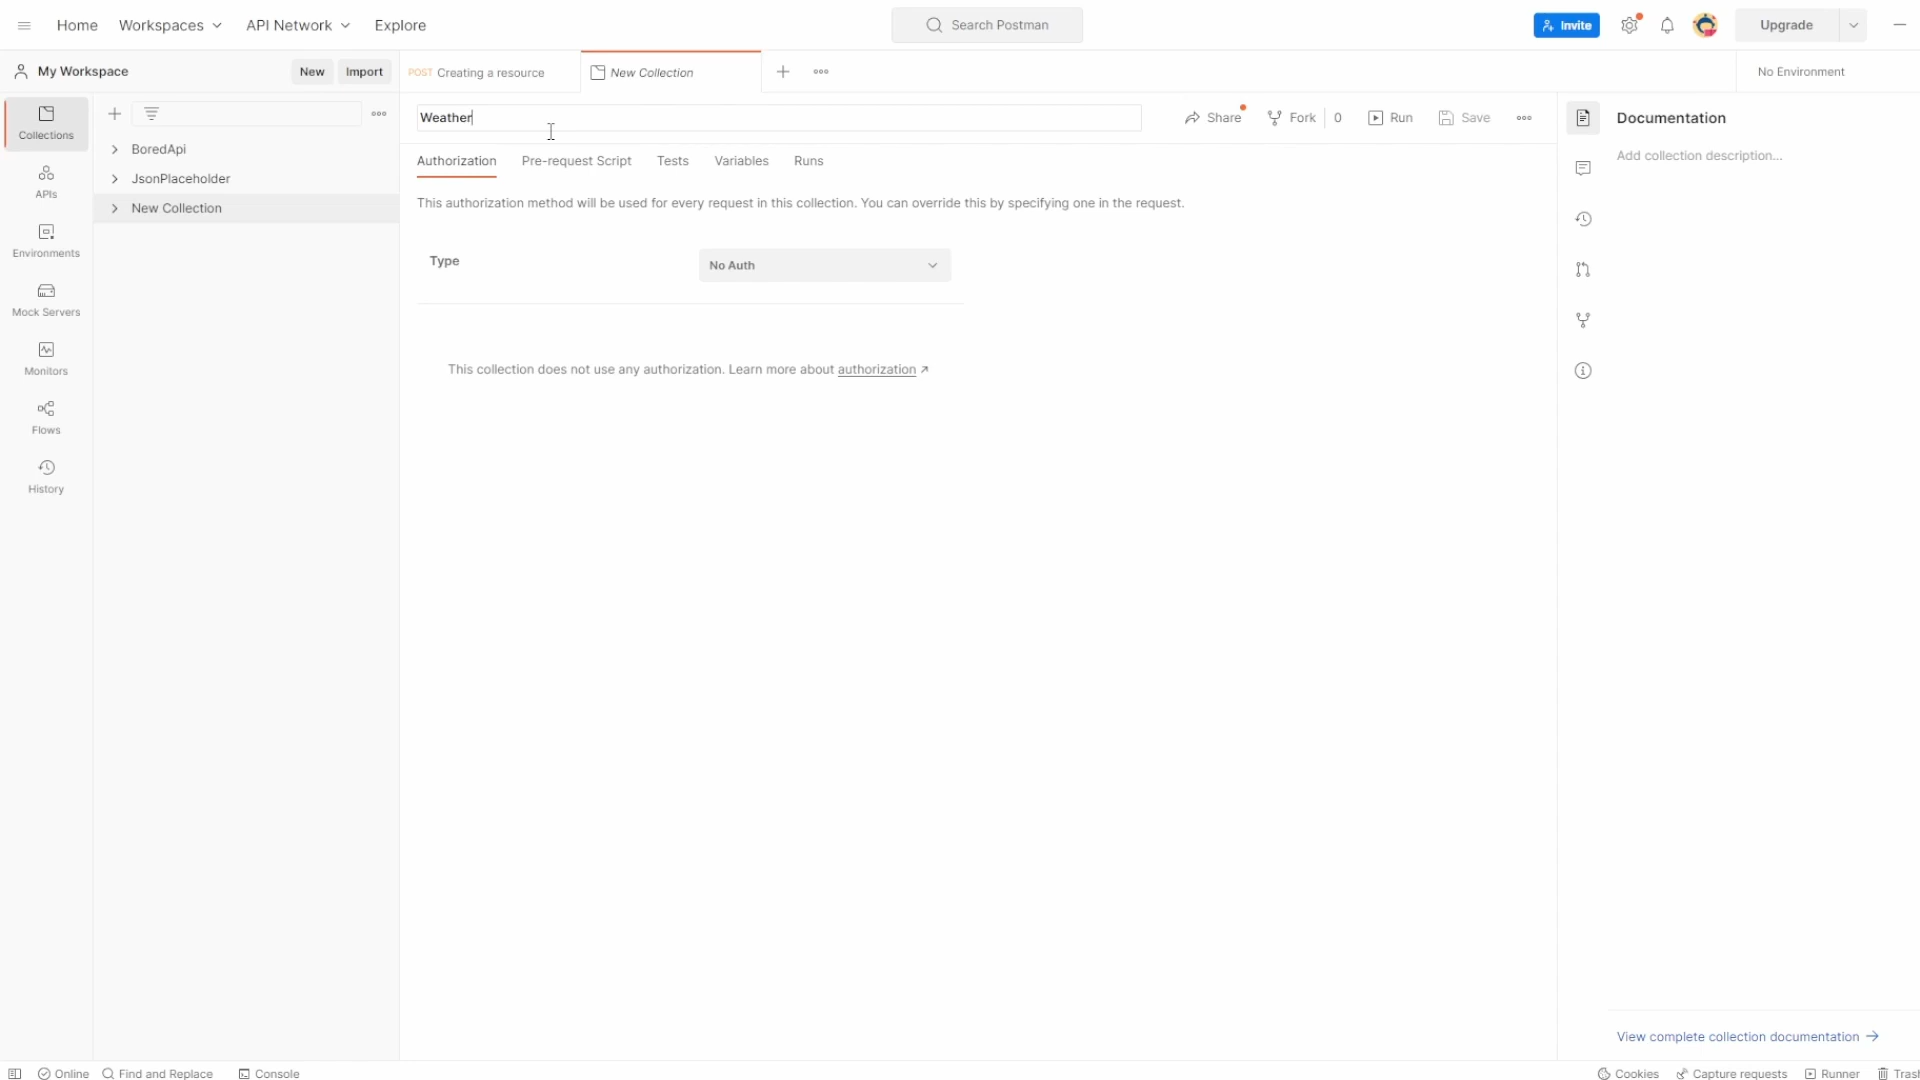 Home Workspaces API Network Explore Search Postman Invite Upgrade
My Workspace New Import POST Creating a resource New Collection No Environment
Weather Share Fork 0 Run Save Documentation
Collections
BoredApi
JsonPlaceholder
New Collection
Authorization Pre-request Script Tests Variables Runs Add collection description...
This authorization method will be used for every request in this collection. You can override this by specifying one in the request.
APIs
Environments
Type No Auth
Mock Servers
Monitors
This collection does not use any authorization. Learn more about authorization ↗
Flows
History
View complete collection documentation →
Online Find and Replace Console Cookies Capture requests Runner Trash